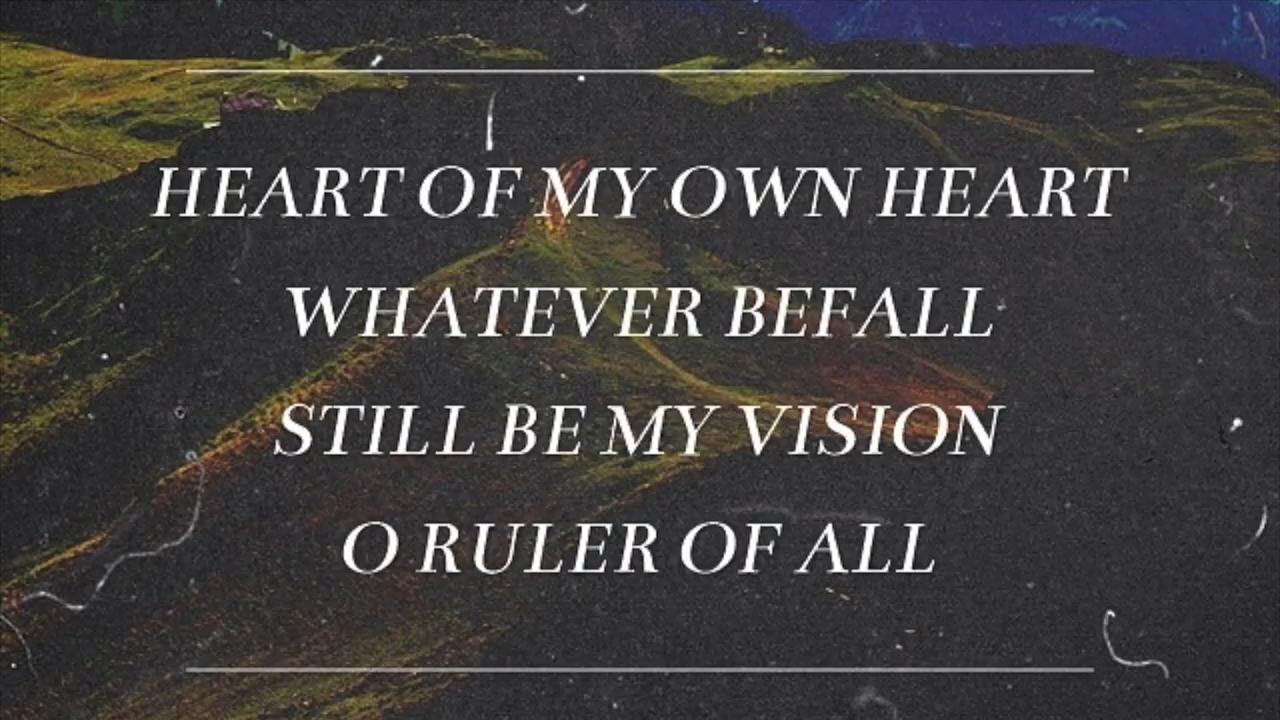 HEART OF MY OWN HEART
WHATEVER BEFALL
STILL BE MY VISION
O RULER OF ALL